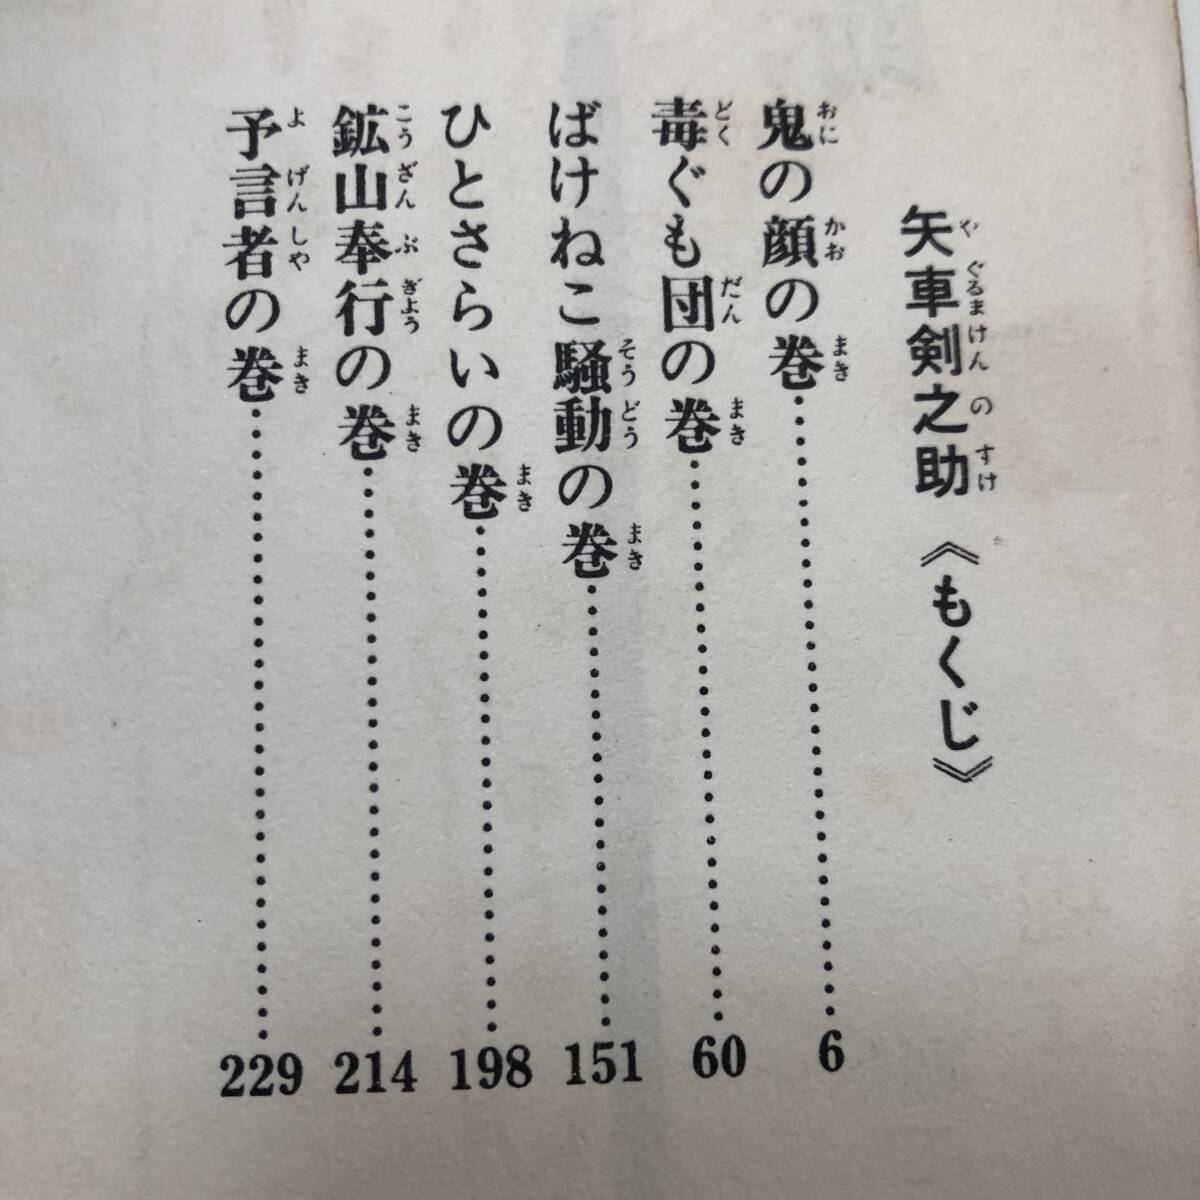 矢車剣之助《もくじ》
鬼の顔の巻……6
毒ぐも団の巻……60
ばけねこ騒動の巻……151
ひとさらいの巻……198
鉱山奉行の巻……214
予言者の巻……229